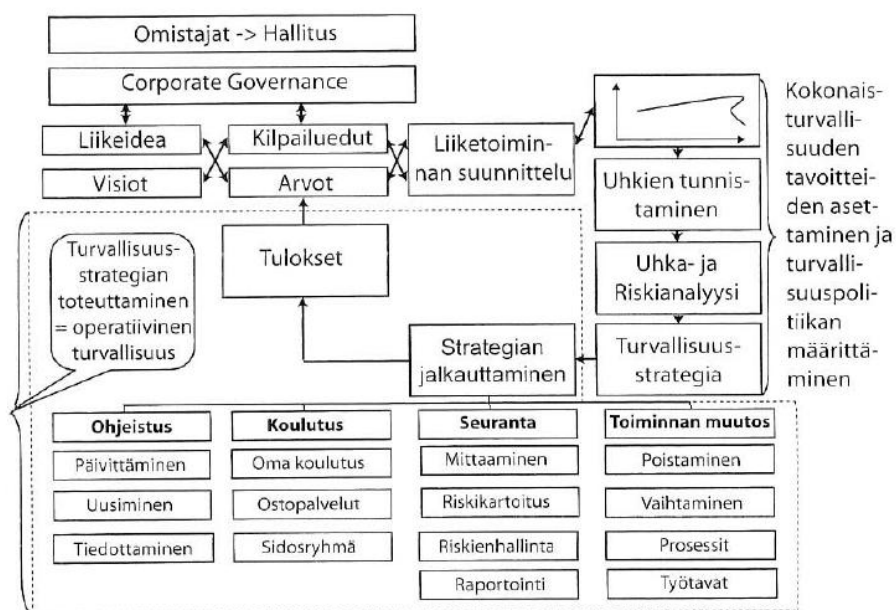 Omistajat -> Hallitus
Corporate Governance
Liikeidea
Kilpailuedut
Visiot
Arvot
Liiketoimin-
nan suunnittelu
Uhkien tunnis-
taminen
Uhka- ja
Riskianalyysi
Turvallisuus-
strategia
Kokonais-
turvalli-
suuden
tavoittei-
den aset-
taminen ja
turvalli-
suuspoli-
tiikan
määrittä-
minen
Turvallisuus-
strategian
toteuttaminen
= operatiivinen
turvallisuus
Tulokset
Strategian
jalkauttaminen
Ohjeistus
Päivittäminen
Uusiminen
Tiedottaminen
Koulutus
Oma koulutus
Ostopalvelut
Sidosryhmä
Seuranta
Mittaaminen
Riskikartoitus
Riskienhallinta
Raportointi
Toiminnan muutos
Poistaminen
Vaihtaminen
Prosessit
Työtavat